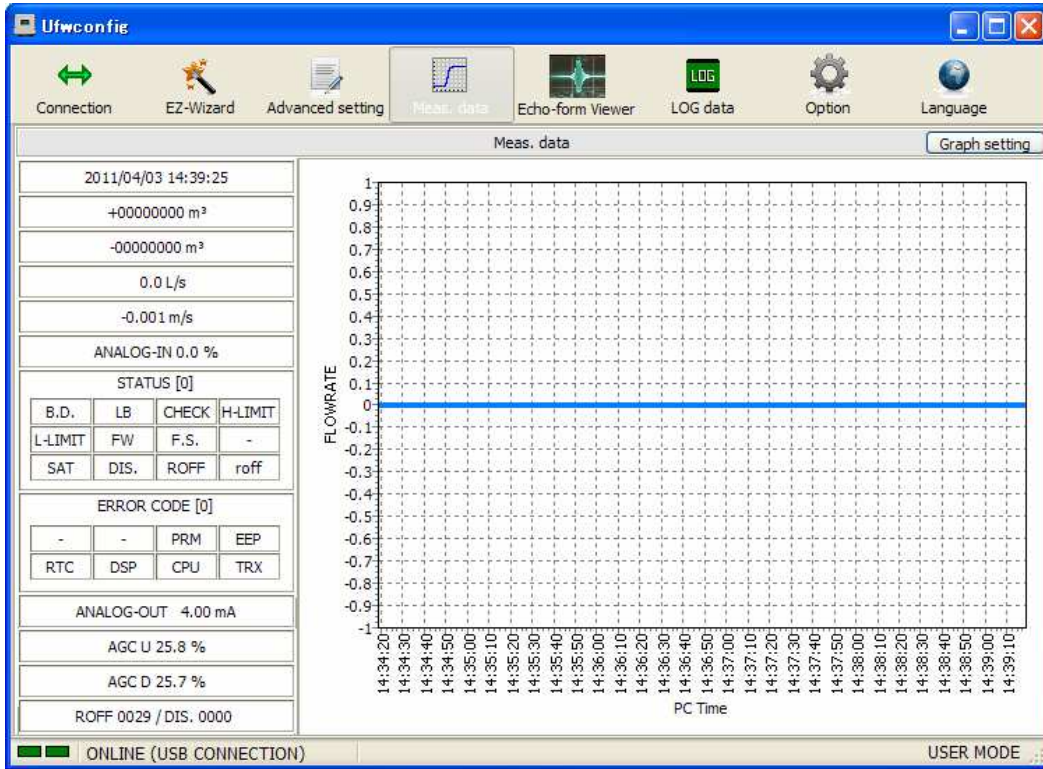 Ufwconfig
Connection EZ-Wizard Advanced setting Meas. data Echo-form Viewer LOG LOG data Option Language
Meas. data Graph setting
2011/04/03 14:39:25
+00000000 m³
-00000000 m³
0.0 L/s
-0.001 m/s
ANALOG-IN 0.0 %
STATUS [0]
B.D. LB CHECK H-LIMIT
L-LIMIT FW F.S. -
SAT DIS. ROFF roff
ERROR CODE [0]
- - PRM EEP
RTC DSP CPU TRX
ANALOG-OUT 4.00 mA
AGC U 25.8 %
AGC D 25.7 %
ROFF 0029 / DIS. 0000
FLOWRATE
1
0.9
0.8
0.7
0.6
0.5
0.4
0.3
0.2
0.1
0
-0.1
-0.2
-0.3
-0.4
-0.5
-0.6
-0.7
-0.8
-0.9
-1
14:34:20
14:34:30
14:34:40
14:34:50
14:35:00
14:35:10
14:35:20
14:35:30
14:35:40
14:35:50
14:36:00
14:36:10
14:36:20
14:36:30
14:36:40
14:36:50
14:37:00
14:37:10
14:37:20
14:37:30
14:37:40
14:37:50
14:38:00
14:38:10
14:38:20
14:38:30
14:38:40
14:38:50
14:39:00
14:39:10
PC Time
ONLINE (USB CONNECTION) USER MODE